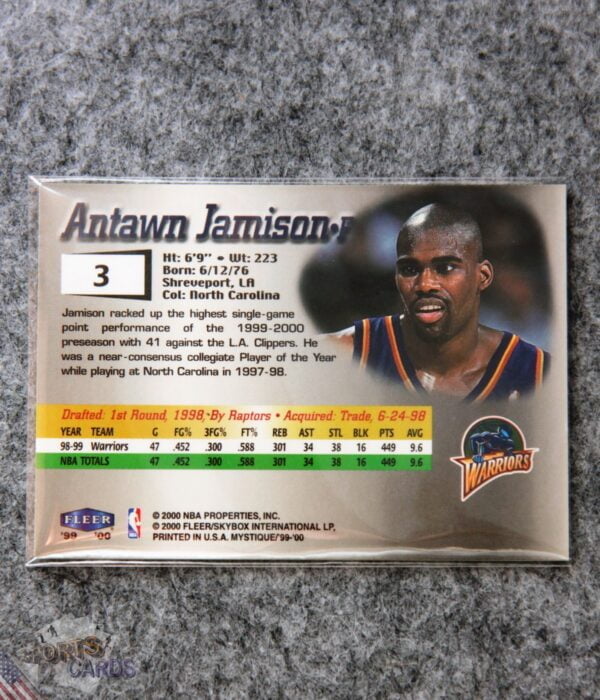 Antawn Jamison•F
3
Ht: 6'9" • Wt: 223
Born: 6/12/76
Shreveport, LA
Col: North Carolina
Jamison racked up the highest single-game
point performance of the 1999-2000
preseason with 41 against the L.A. Clippers. He
was a near-consensus collegiate Player of the Year
while playing at North Carolina in 1997-98.
Drafted: 1st Round, 1998, By Raptors • Acquired: Trade, 6-24-98
YEAR TEAM G FG% 3FG% FT% REB AST STL BLK PTS AVG
98-99 Warriors 47 .452 .300 .588 301 34 38 16 449 9.6
NBA TOTALS 47 .452 .300 .588 301 34 38 16 449 9.6
WARRIORS
FLEER
'99 '00
NBA
© 2000 NBA PROPERTIES, INC.
© 2000 FLEER/SKYBOX INTERNATIONAL LP,
PRINTED IN U.S.A. MYSTIQUE/'99-'00
SPORTS
CARDS